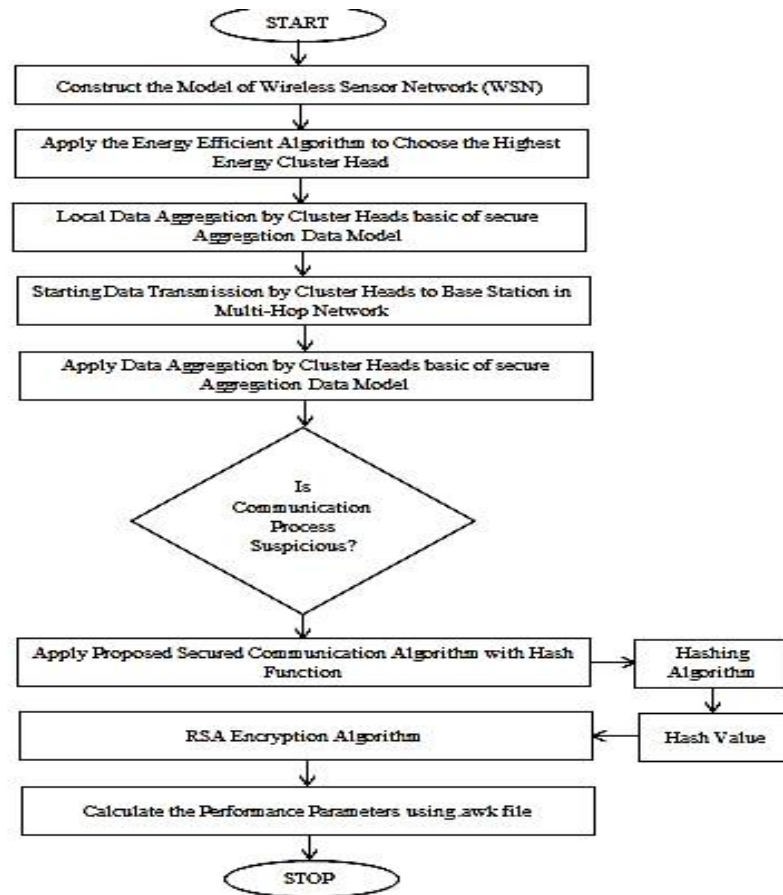 START
Construct the Model of Wireless Sensor Network (WSN)
Apply the Energy Efficient Algorithm to Choose the Highest
Energy Cluster Head
Local Data Aggregation by Cluster Heads basic of secure
Aggregation Data Model
Starting Data Transmission by Cluster Heads to Base Station in
Multi-Hop Network
Apply Data Aggregation by Cluster Heads basic of secure
Aggregation Data Model
Is
Communication
Process
Suspicious?
Apply Proposed Secured Communication Algorithm with Hash
Function
Hashing
Algorithm
Hash Value
RSA Encryption Algorithm
Calculate the Performance Parameters using .awk file
STOP